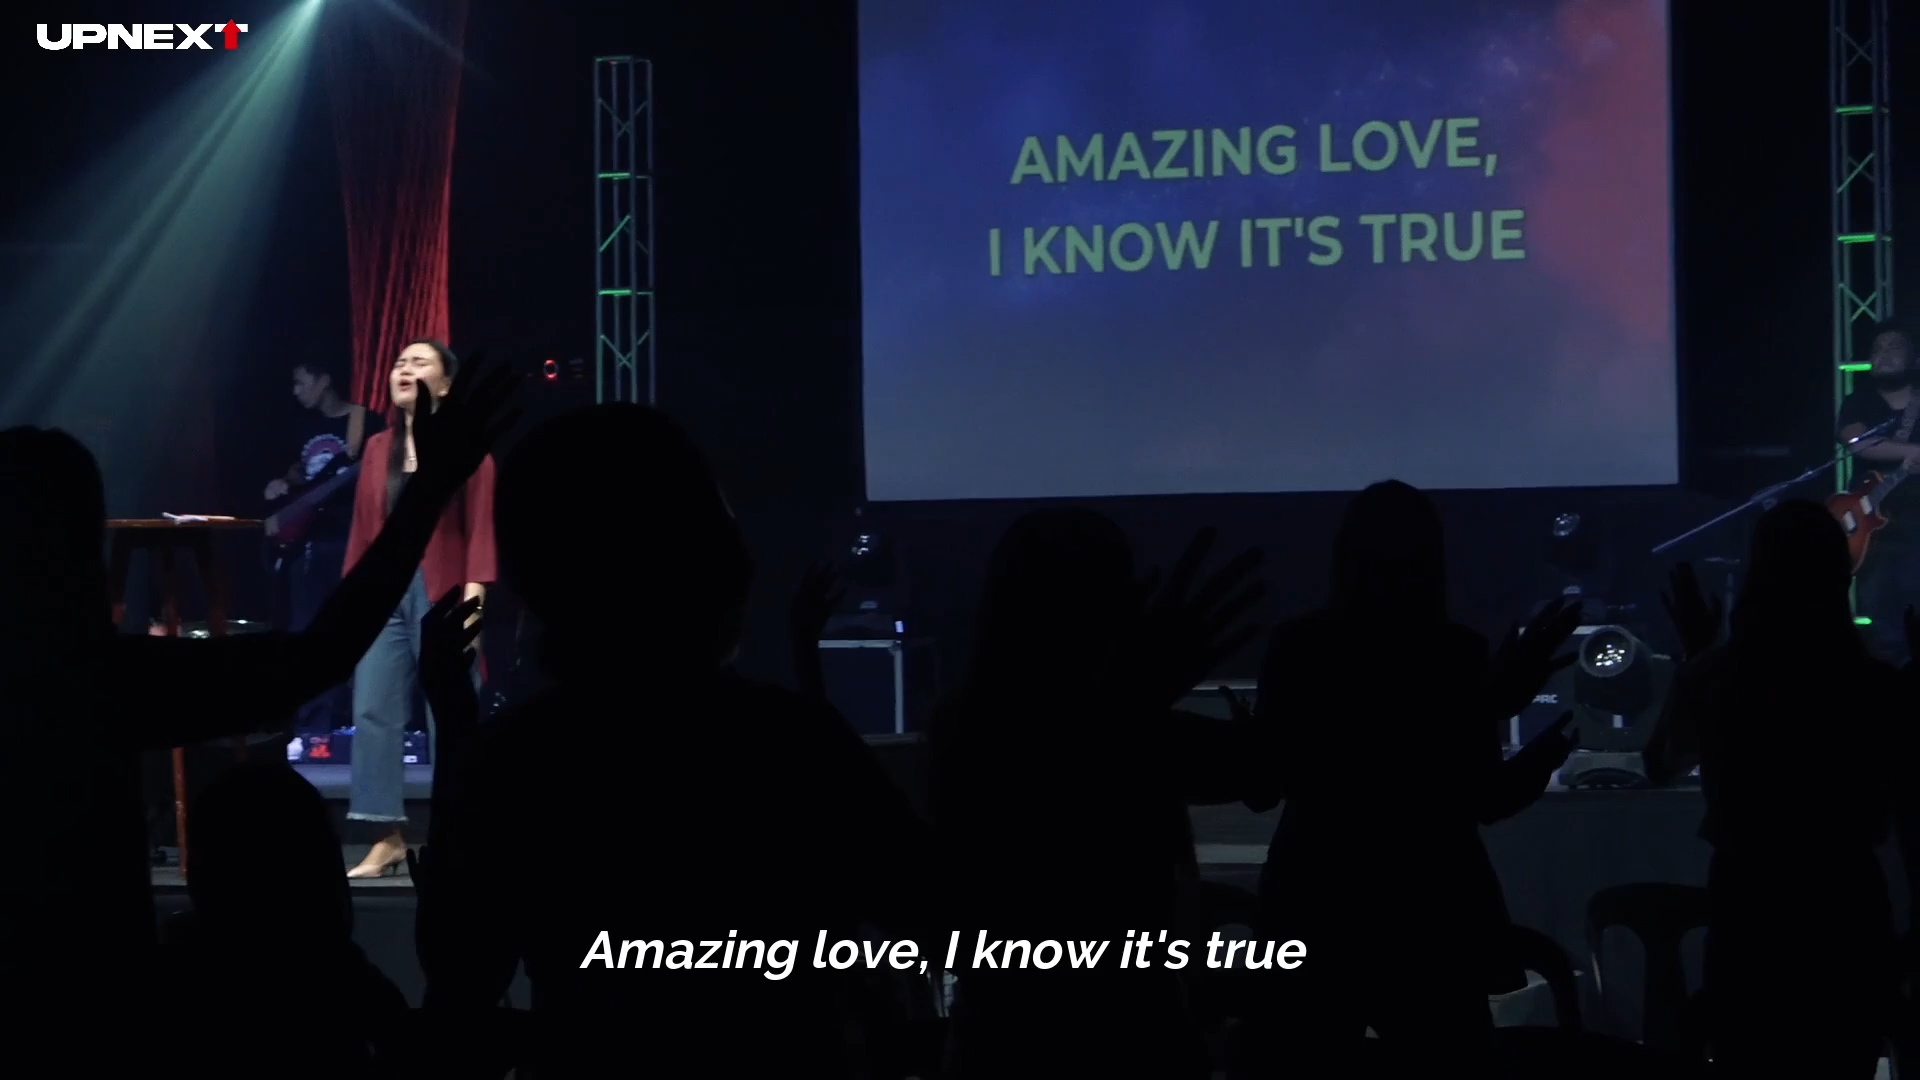 UPNEXT
AMAZING LOVE,
I KNOW IT'S TRUE
Amazing love, I know it's true